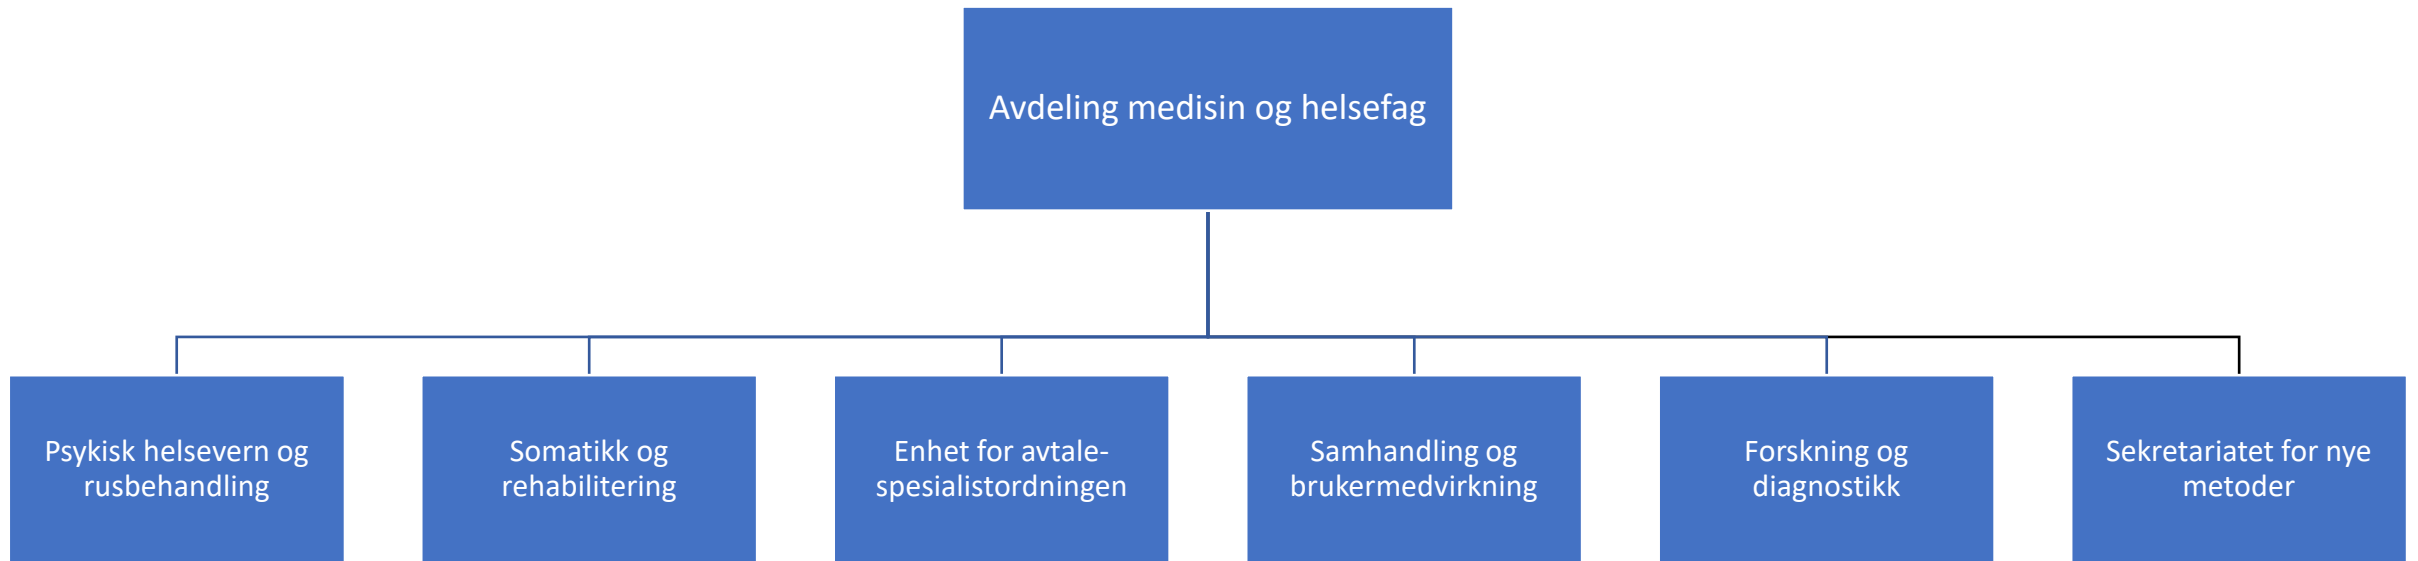 Avdeling medisin og helsefag
Psykisk helsevern og
rusbehandling
Somatikk og
rehabilitering
Enhet for avtale-
spesialistordningen
Samhandling og
brukermedvirkning
Forskning og
diagnostikk
Sekretariatet for nye
metoder